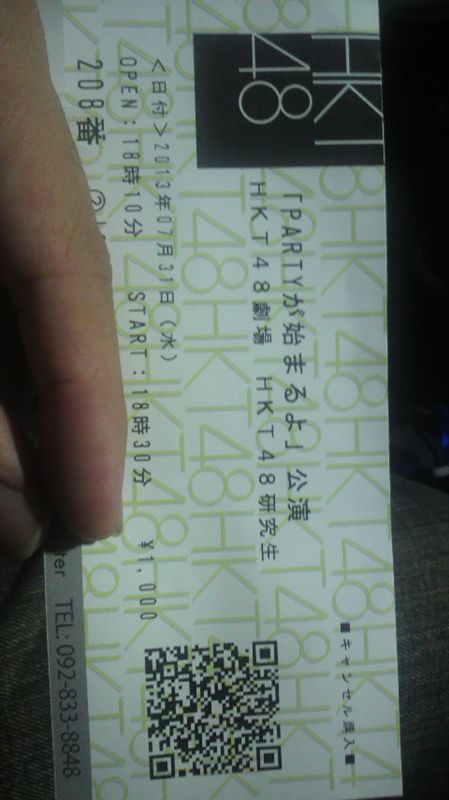 HKT
48
「PARTYが始まるよ」公演
HKT48劇場 HKT48研究生
■キャンセル購入■
<日付>2013年07月31日(水)
OPEN:18時10分 START:18時30分 ¥1,000
208番
TEL:092-833-8848